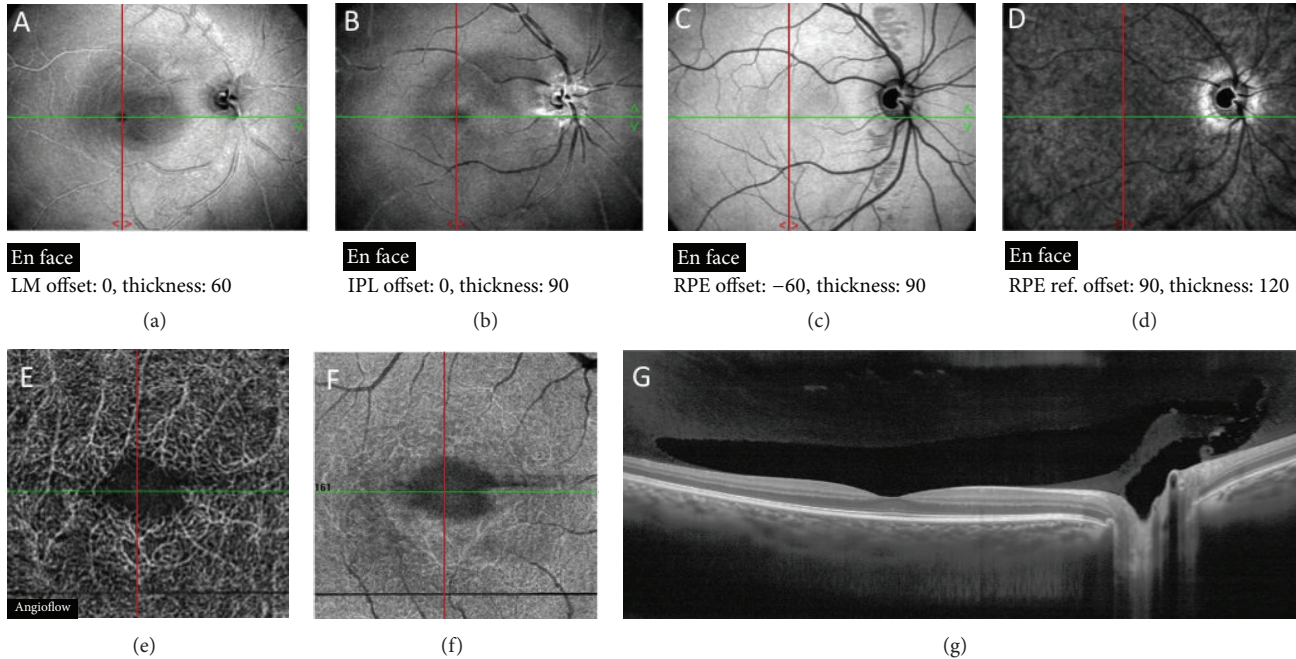 A
B
C
D
En face
LM offset: 0, thickness: 60
(a)
En face
IPL offset: 0, thickness: 90
(b)
En face
RPE offset: −60, thickness: 90
(c)
En face
RPE ref. offset: 90, thickness: 120
(d)
E
Angioflow
(e)
F
161
(f)
G
(g)